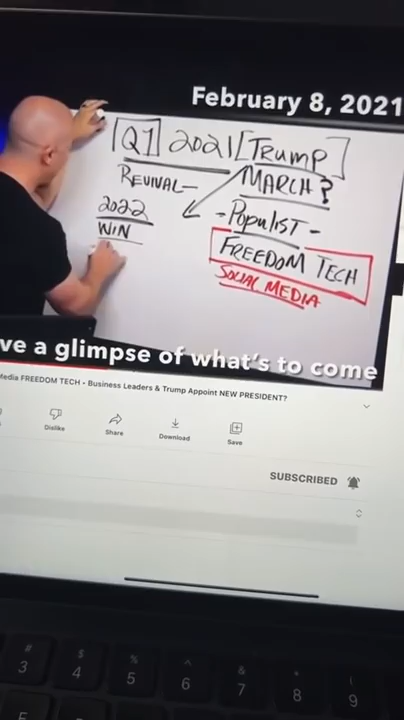 February 8, 2021
[Q1] 2021 [TRUMP]
REVIVAL- MARCH?
2022
WIN
- POPULIST -
FREEDOM TECH
SOCIAL MEDIA
ve a glimpse of what's to come
Media FREEDOM TECH - Business Leaders & Trump Appoint NEW PRESIDENT?
Dislike
Share
Download
Save
SUBSCRIBED
# $ % ^ & * (
3 4 5 6 7 8 9